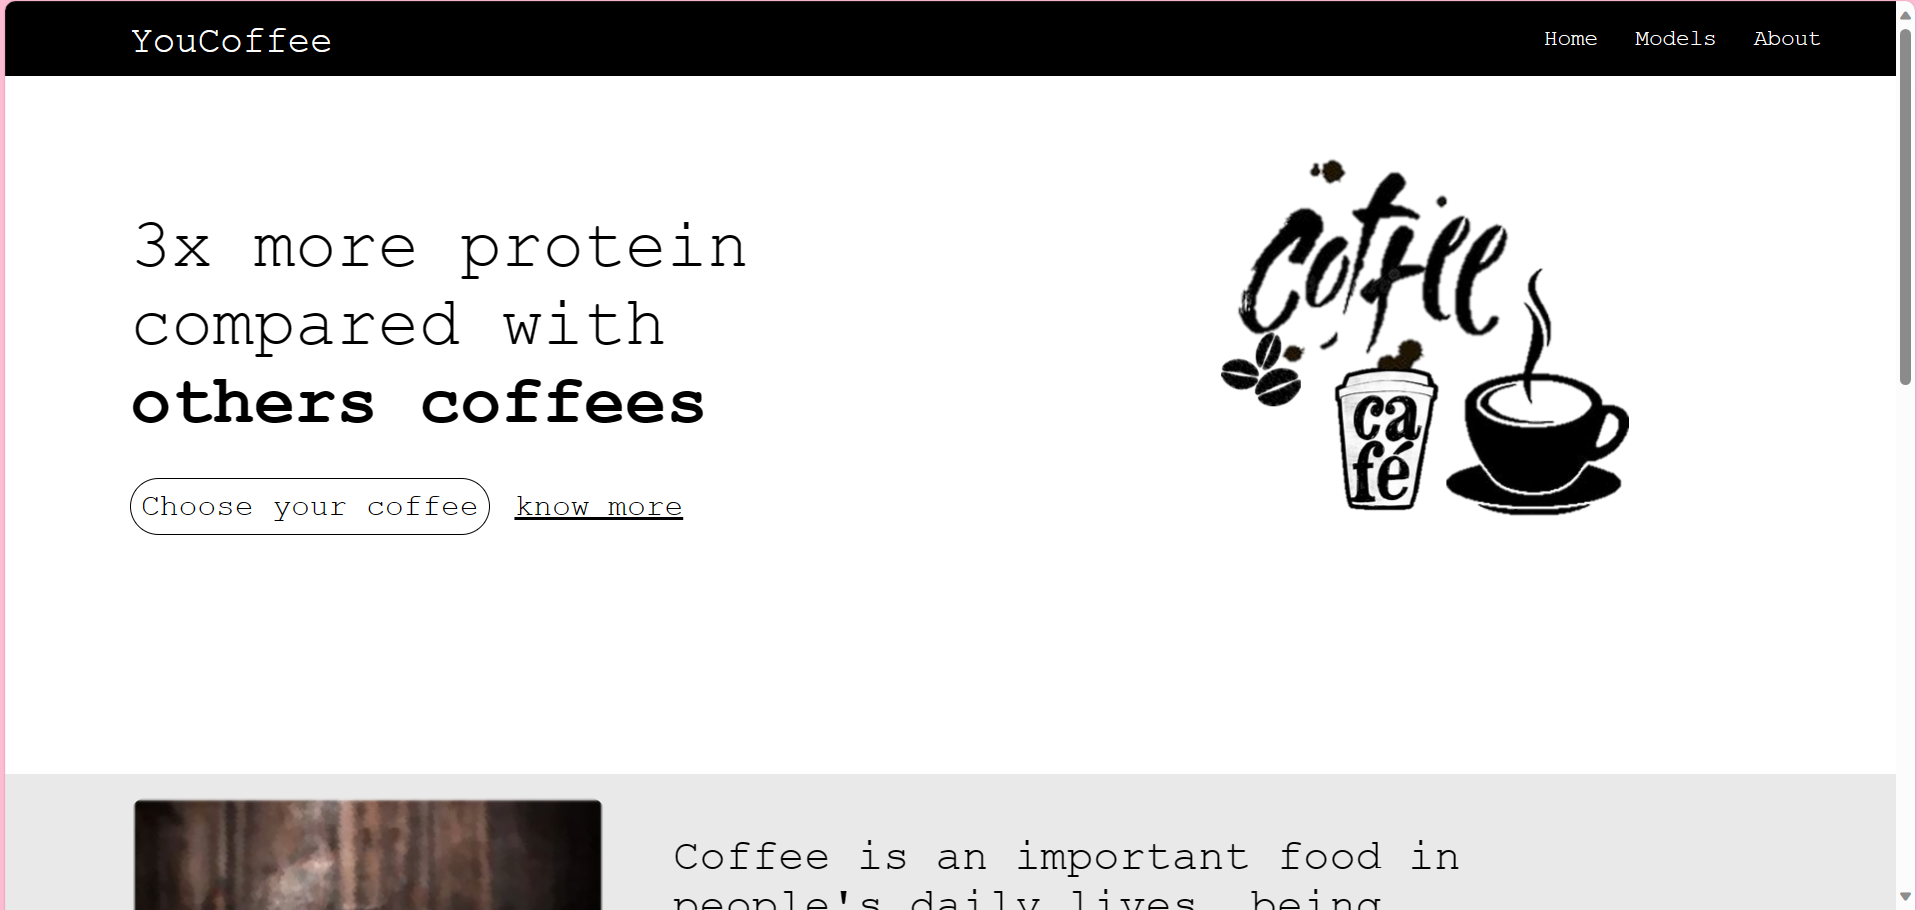 YouCoffee
Home Models About
3x more protein
compared with
others coffees
Choose your coffee know more
Coffee
ca
fé
Coffee is an important food in
people's daily lives, being